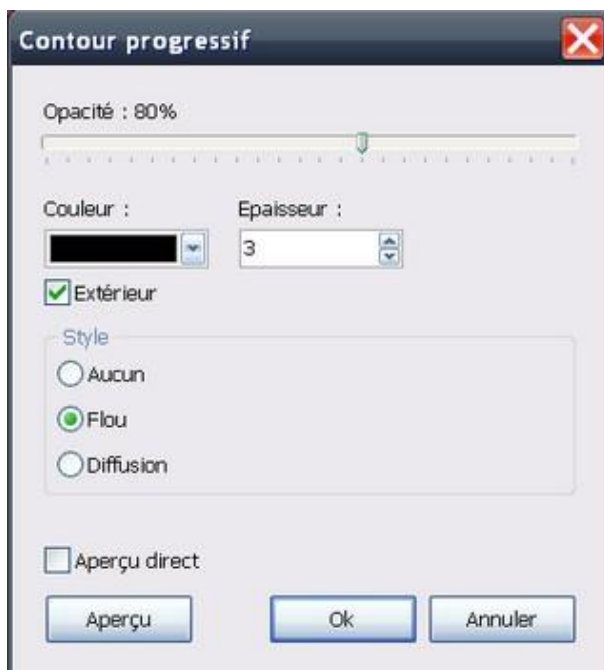 Contour progressif
Opacité : 80%
Couleur :
Epaisseur :
3
Extérieur
Style
Aucun
Flou
Diffusion
Aperçu direct
Aperçu
Ok
Annuler